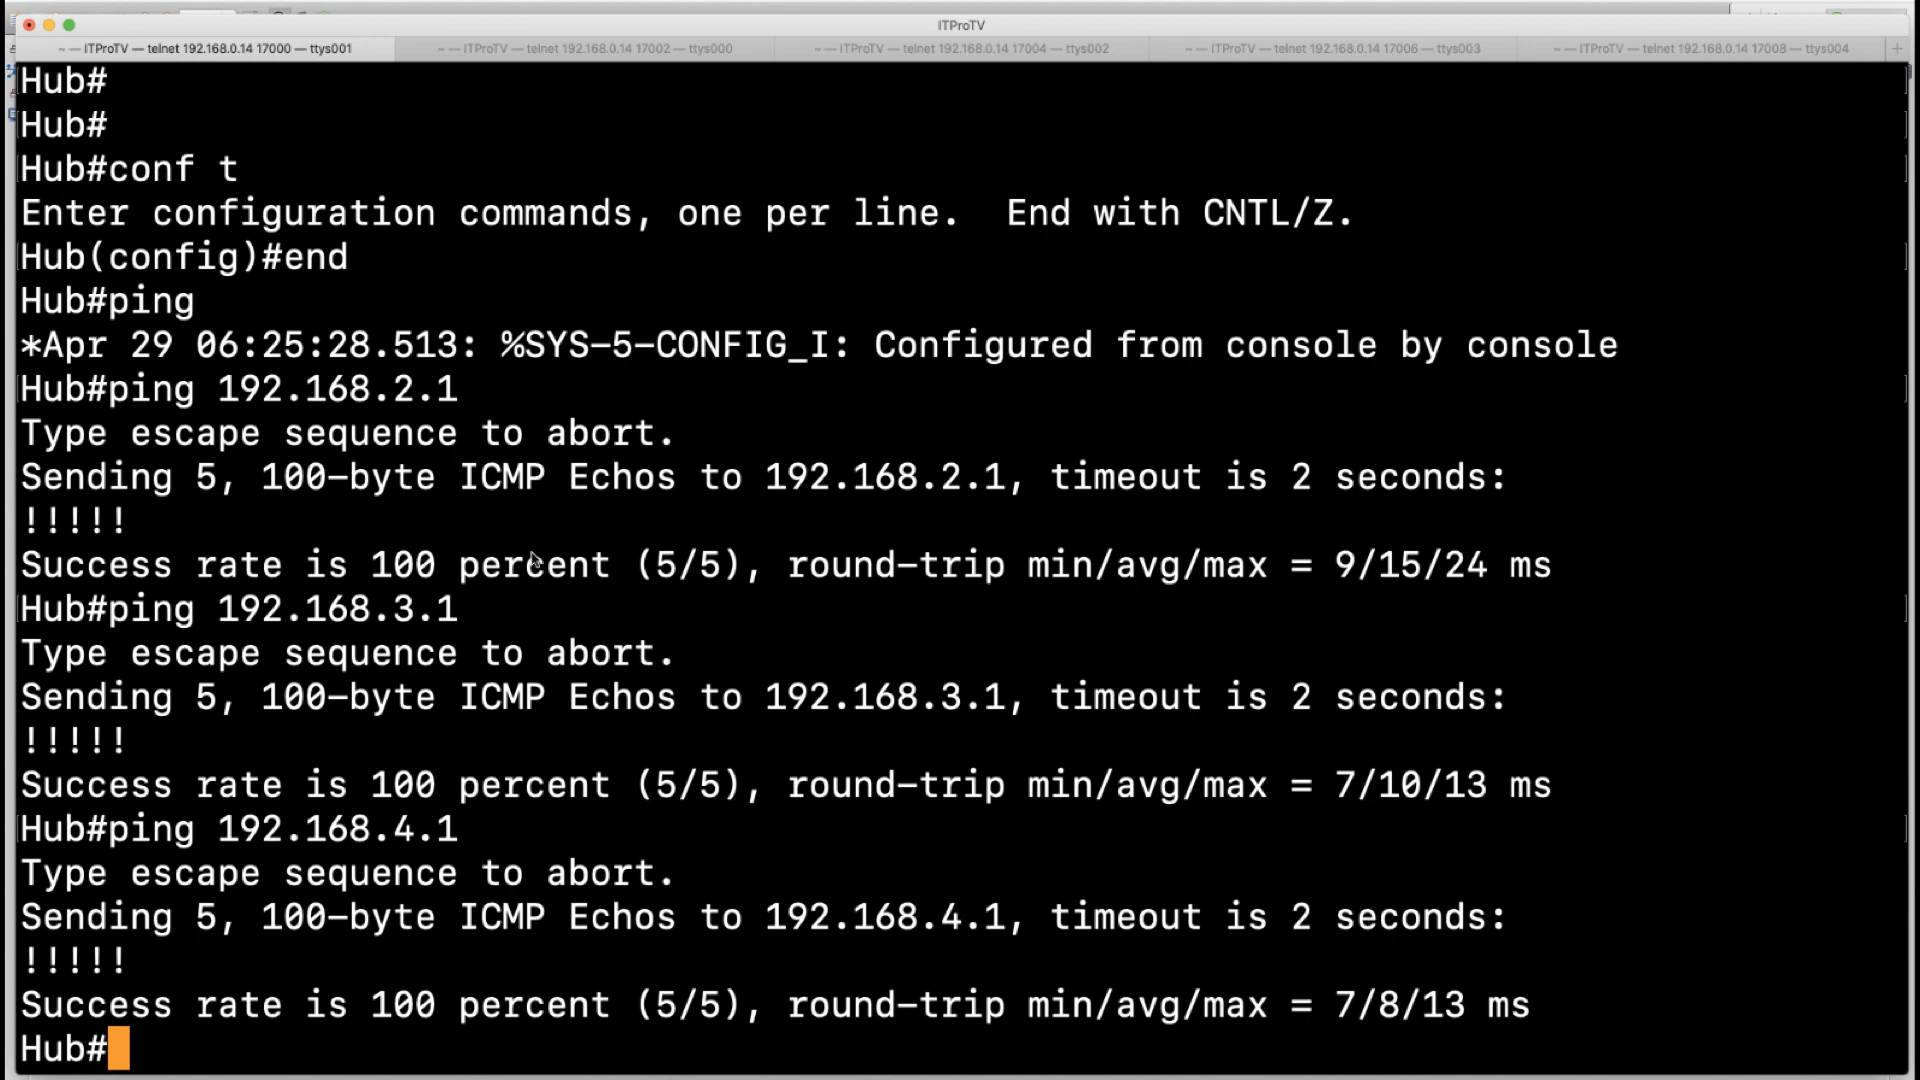 ITProTV
~ — ITProTV — telnet 192.168.0.14 17000 — ttys001
~ — ITProTV — telnet 192.168.0.14 17002 — ttys000
~ — ITProTV — telnet 192.168.0.14 17004 — ttys002
~ — ITProTV — telnet 192.168.0.14 17006 — ttys003
~ — ITProTV — telnet 192.168.0.14 17008 — ttys004
Hub#
Hub#
Hub#conf t
Enter configuration commands, one per line.  End with CNTL/Z.
Hub(config)#end
Hub#ping
*Apr 29 06:25:28.513: %SYS-5-CONFIG_I: Configured from console by console
Hub#ping 192.168.2.1
Type escape sequence to abort.
Sending 5, 100-byte ICMP Echos to 192.168.2.1, timeout is 2 seconds:
!!!!!
Success rate is 100 percent (5/5), round-trip min/avg/max = 9/15/24 ms
Hub#ping 192.168.3.1
Type escape sequence to abort.
Sending 5, 100-byte ICMP Echos to 192.168.3.1, timeout is 2 seconds:
!!!!!
Success rate is 100 percent (5/5), round-trip min/avg/max = 7/10/13 ms
Hub#ping 192.168.4.1
Type escape sequence to abort.
Sending 5, 100-byte ICMP Echos to 192.168.4.1, timeout is 2 seconds:
!!!!!
Success rate is 100 percent (5/5), round-trip min/avg/max = 7/8/13 ms
Hub#